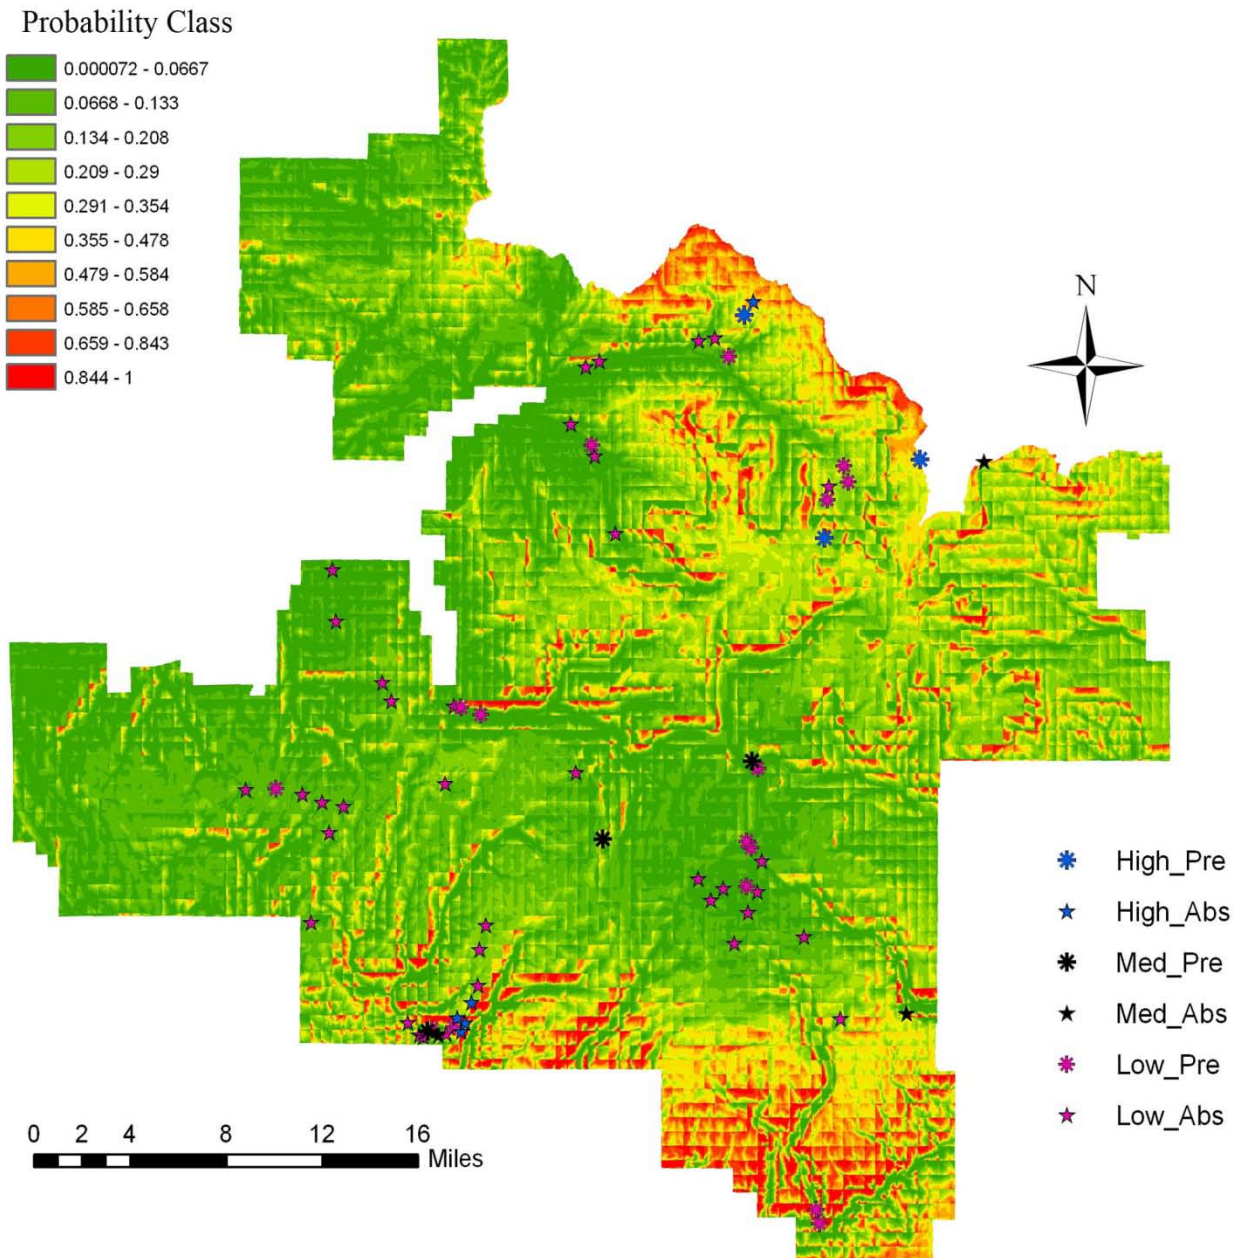 Probability Class
0.000072 - 0.0667
0.0668 - 0.133
0.134 - 0.208
0.209 - 0.29
0.291 - 0.354
0.355 - 0.478
0.479 - 0.584
0.585 - 0.658
0.659 - 0.843
0.844 - 1
N
High_Pre
High_Abs
Med_Pre
Med_Abs
Low_Pre
Low_Abs
0 2 4 8 12 16
Miles